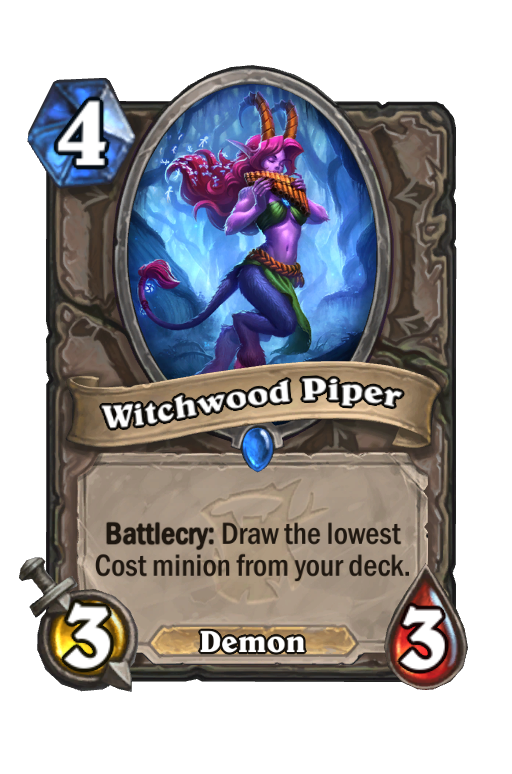 4
Witchwood Piper
Battlecry: Draw the lowest
Cost minion from your deck.
3
Demon
3